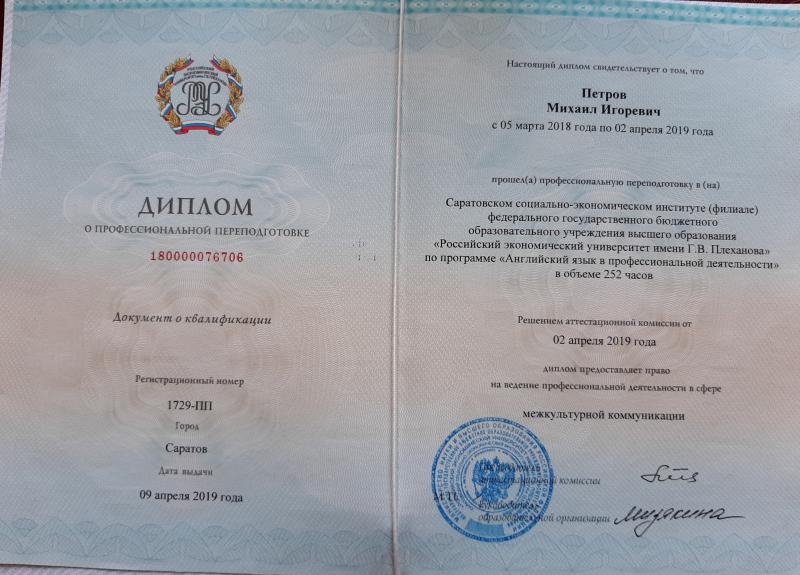 ДИПЛОМ
О ПРОФЕССИОНАЛЬНОЙ ПЕРЕПОДГОТОВКЕ
180000076706
Документ о квалификации
Регистрационный номер
1729-ПП
Город
Саратов
Дата выдачи
09 апреля 2019 года
Настоящий диплом свидетельствует о том, что
Петров
Михаил Игоревич
с 05 марта 2018 года по 02 апреля 2019 года
прошел(а) профессиональную переподготовку в (на)
Саратовском социально-экономическом институте (филиале)
федерального государственного бюджетного
образовательного учреждения высшего образования
«Российский экономический университет имени Г.В. Плеханова»
по программе «Английский язык в профессиональной деятельности»
в объеме 252 часов
Решением аттестационной комиссии от
02 апреля 2019 года
диплом предоставляет право
на ведение профессиональной деятельности в сфере
межкультурной коммуникации
Председатель
аттестационной комиссии
М.П.
Руководитель
образовательной организации